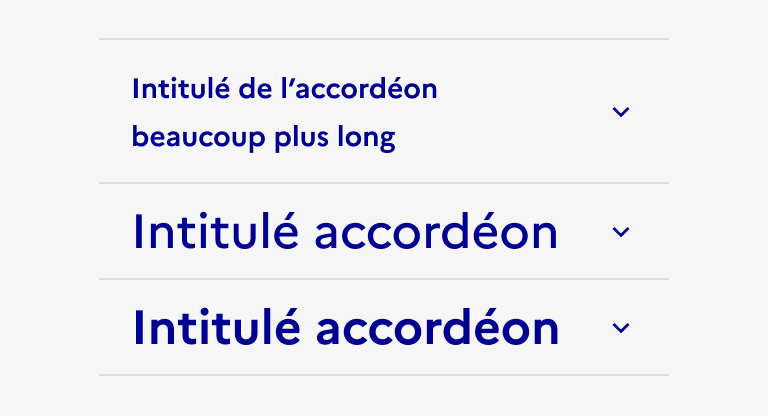 Intitulé de l’accordéon
beaucoup plus long
Intitulé accordéon
Intitulé accordéon